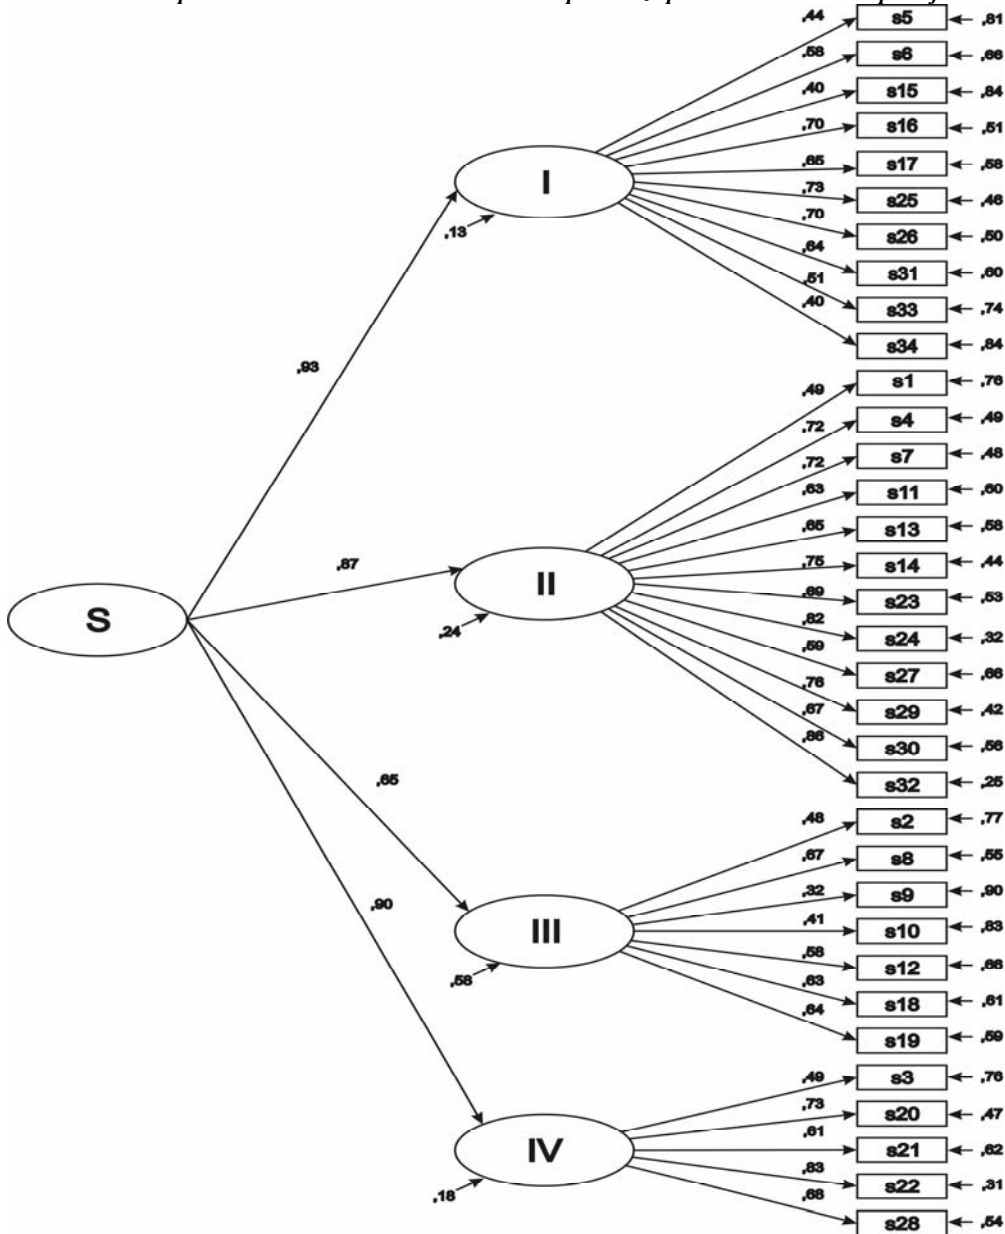 ,44 s5 ,81
,58 s6 ,66
,40 s15 ,84
,70 s16 ,51
,65 s17 ,58
I
,73 s25 ,46
,13 ,70 s26 ,50
,64 s31 ,60
,51 s33 ,74
,40 s34 ,84
,93
,49 s1 ,76
,72 s4 ,49
,72 s7 ,48
,63 s11 ,60
,65 s13 ,58
,87 ,75 s14 ,44
II
,69 s23 ,53
S
,24 ,82 s24 ,32
,59 s27 ,66
,76 s29 ,42
,67 s30 ,56
,86 s32 ,25
,65
,48 s2 ,77
,67 s8 ,55
,90 ,32 s9 ,90
III ,41 s10 ,83
,58 ,58 s12 ,66
,63 s18 ,61
,64 s19 ,59
,49 s3 ,76
,73 s20 ,47
IV ,61 s21 ,62
,18 ,83 s22 ,31
,68 s28 ,54